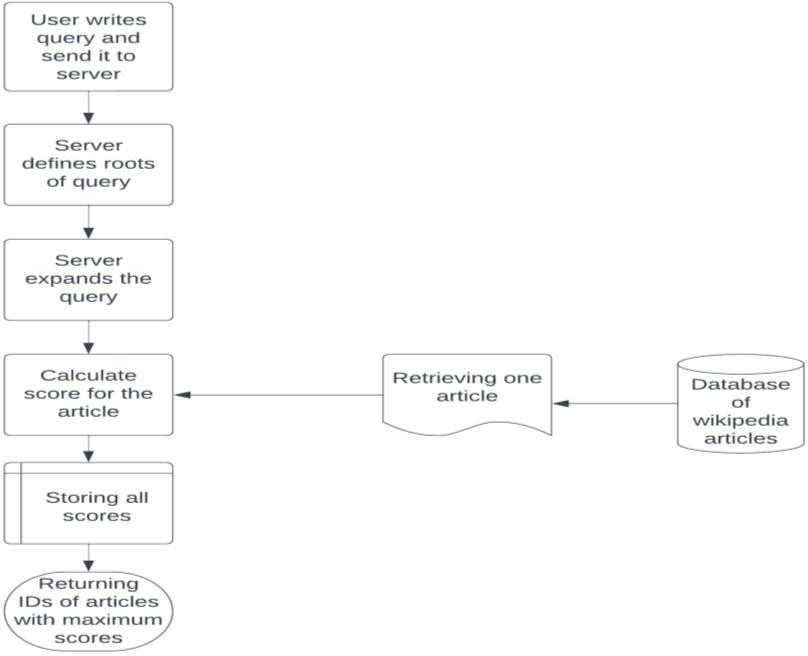 User writes
query and
send it to
server
Server
defines roots
of query
Server
expands the
query
Calculate
score for the
article
Retrieving one
article
Database
of
wikipedia
articles
Storing all
scores
Returning
IDs of articles
with maximum
scores